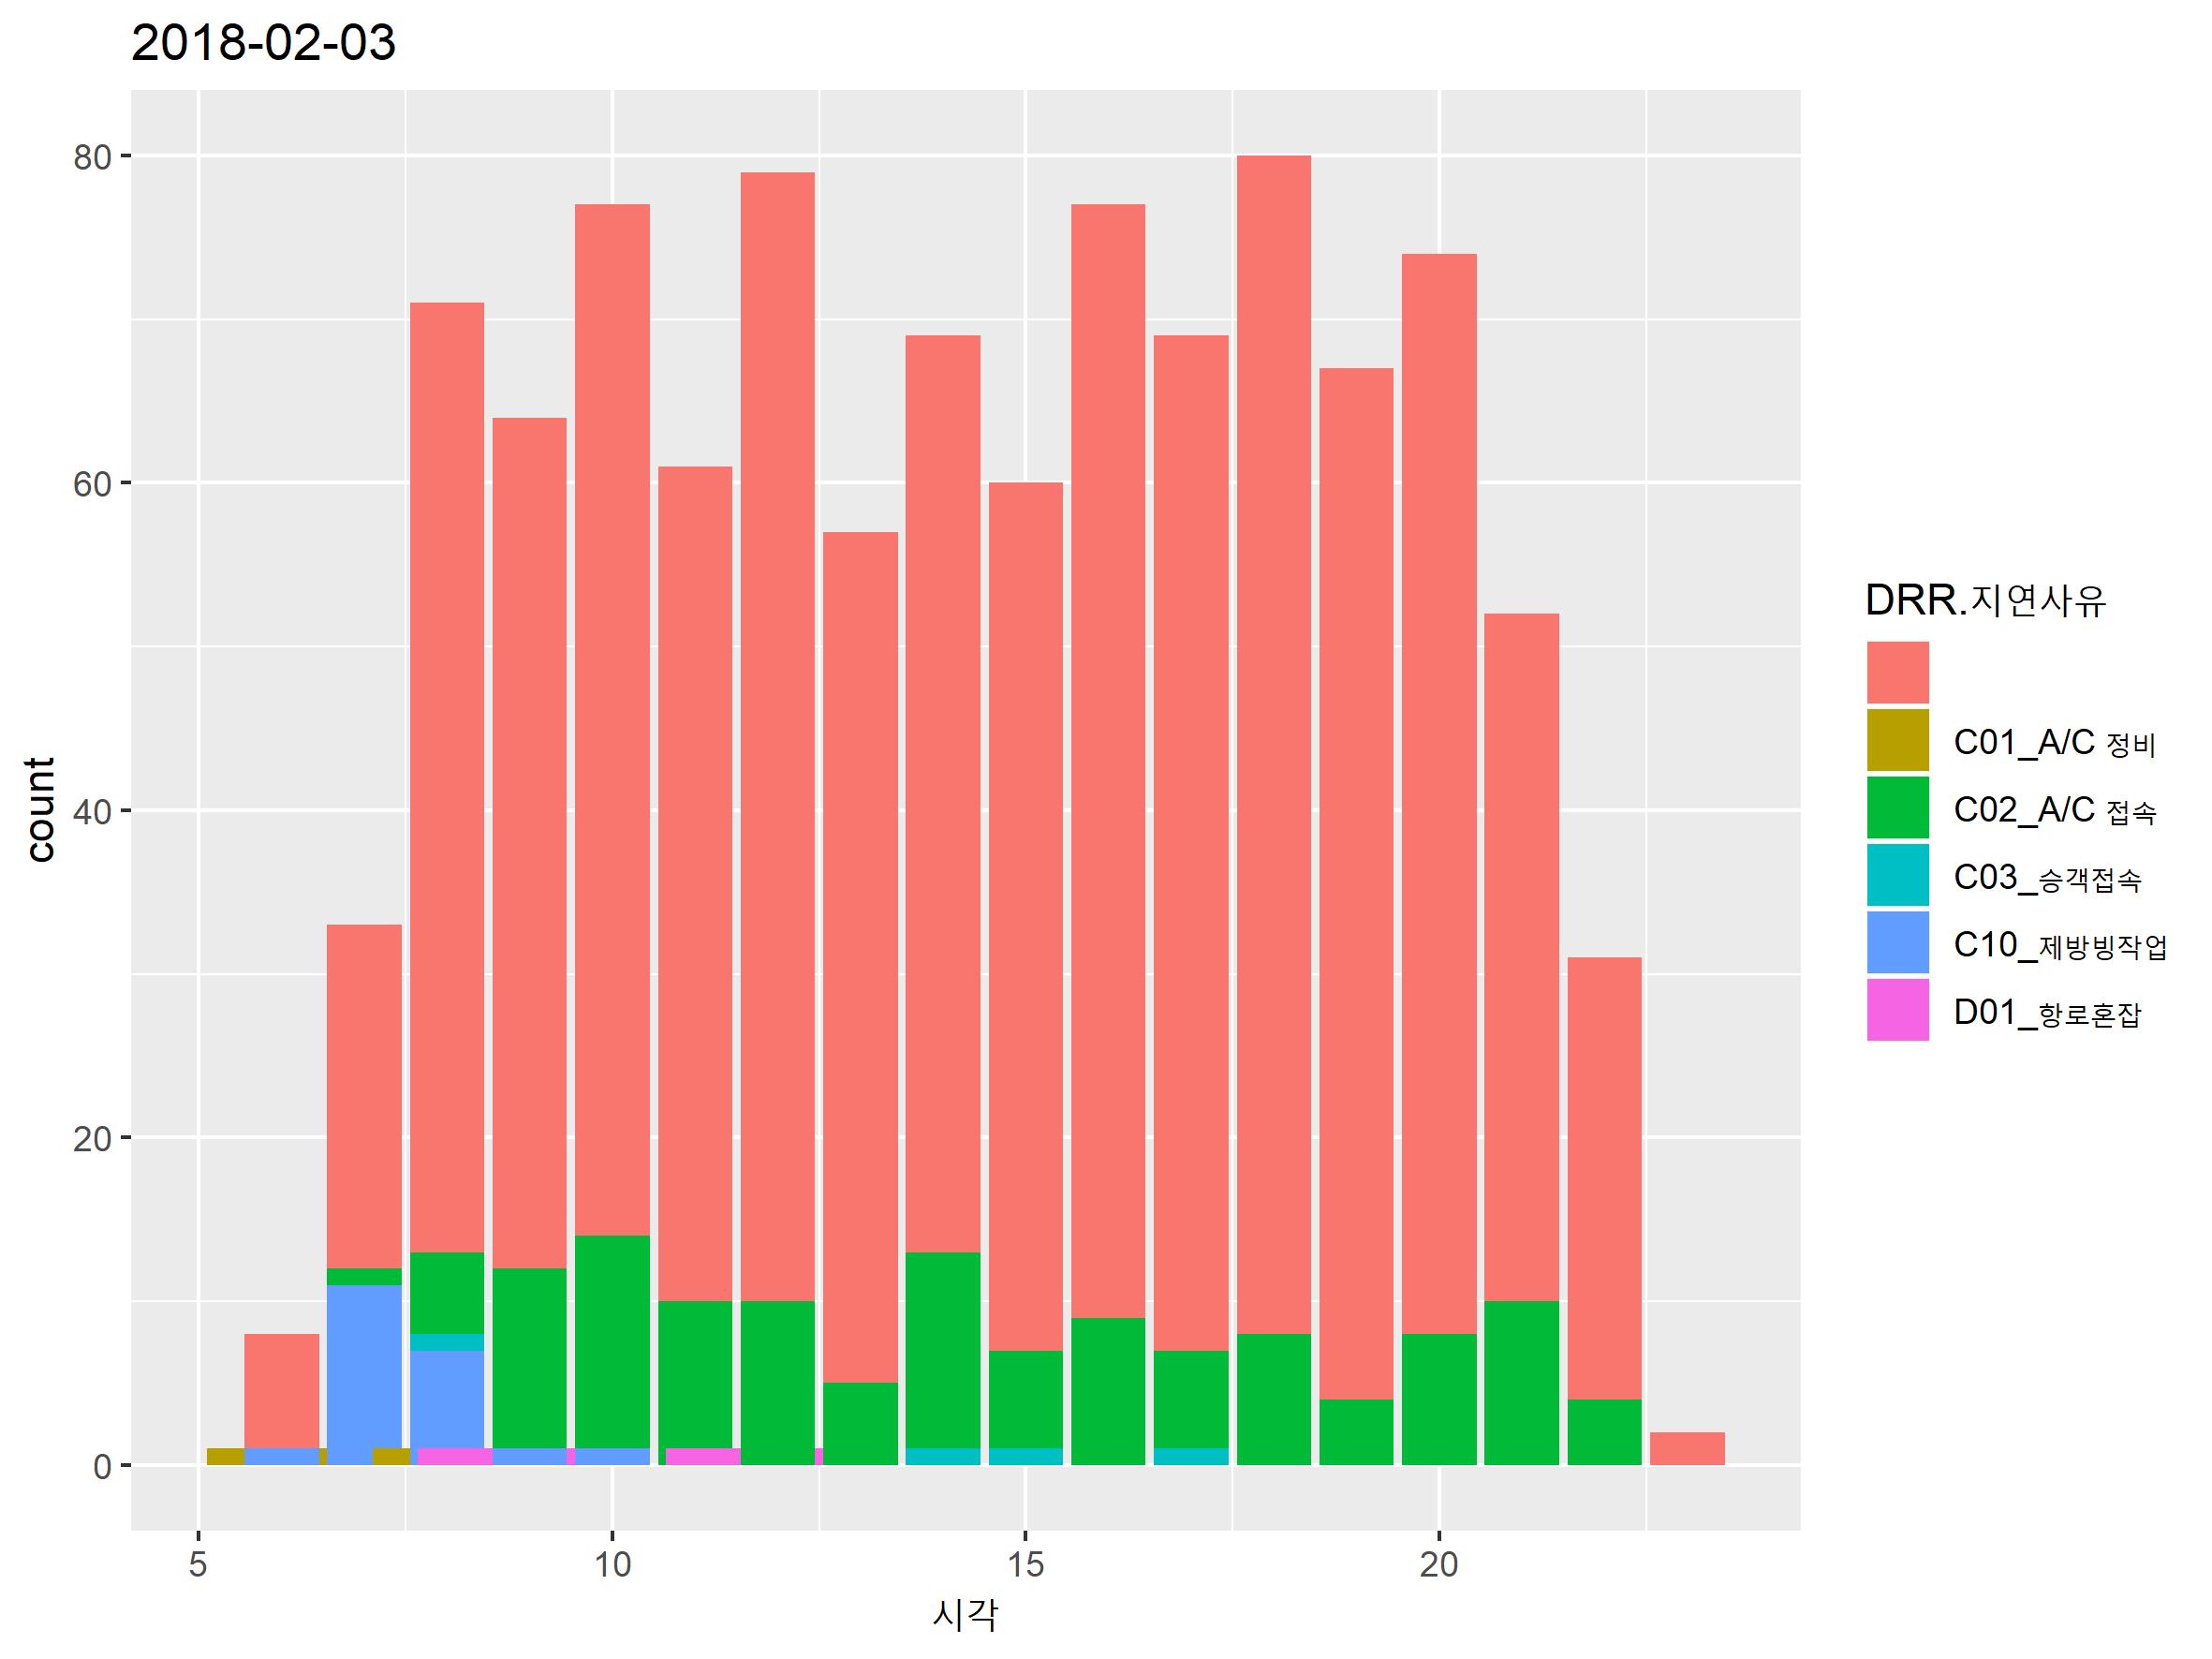 2018-02-03
80
60
40
20
0
count
5 10 15 20
시각
DRR.지연사유
C01_A/C 정비
C02_A/C 접속
C03_승객접속
C10_제방빙작업
D01_항로혼잡